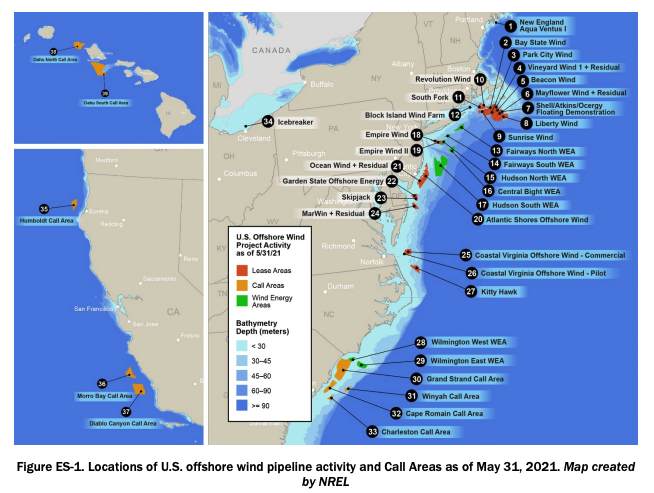 38
Oahu North Call Area
39
Oahu South Call Area
HI
Medford
35
Humboldt Call Area
Eureka
Redding
Reno
Sacramento
San Francisco
CA
San Jose
Fresno
36
Morro Bay Call Area
37
Diablo Canyon Call Area
CANADA
VT
NH
Portland
Albany
Boston
NY
MI
Buffalo
PA
OH
Cleveland
Columbus
Pittsburgh
Washington
KY
Richmond
Norfolk
TN
Durham
NC
1 New England
Aqua Ventus I
2 Bay State Wind
3 Park City Wind
4 Vineyard Wind 1 + Residual
5 Beacon Wind
6 Mayflower Wind + Residual
7 Shell/Atkins/Ocergy
Floating Demonstration
8 Liberty Wind
9 Sunrise Wind
Revolution Wind 10
South Fork 11
Block Island Wind Farm 12
13 Fairways North WEA
14 Fairways South WEA
15 Hudson North WEA
16 Central Bight WEA
17 Hudson South WEA
Empire Wind 18
Empire Wind II 19
20 Atlantic Shores Offshore Wind
Ocean Wind + Residual 21
Garden State Offshore Energy 22
Skipjack 23
MarWin + Residual 24
25 Coastal Virginia Offshore Wind - Commercial
26 Coastal Virginia Offshore Wind - Pilot
27 Kitty Hawk
28 Wilmington West WEA
29 Wilmington East WEA
30 Grand Strand Call Area
31 Winyah Call Area
32 Cape Romain Call Area
33 Charleston Call Area
34 Icebreaker
U.S. Offshore Wind
Project Activity
as of 5/31/21
Lease Areas
Call Areas
Wind Energy
Areas
Bathymetry
Depth (meters)
< 30
30–45
45–60
60–90
>= 90
Figure ES-1. Locations of U.S. offshore wind pipeline activity and Call Areas as of May 31, 2021. Map created
by NREL